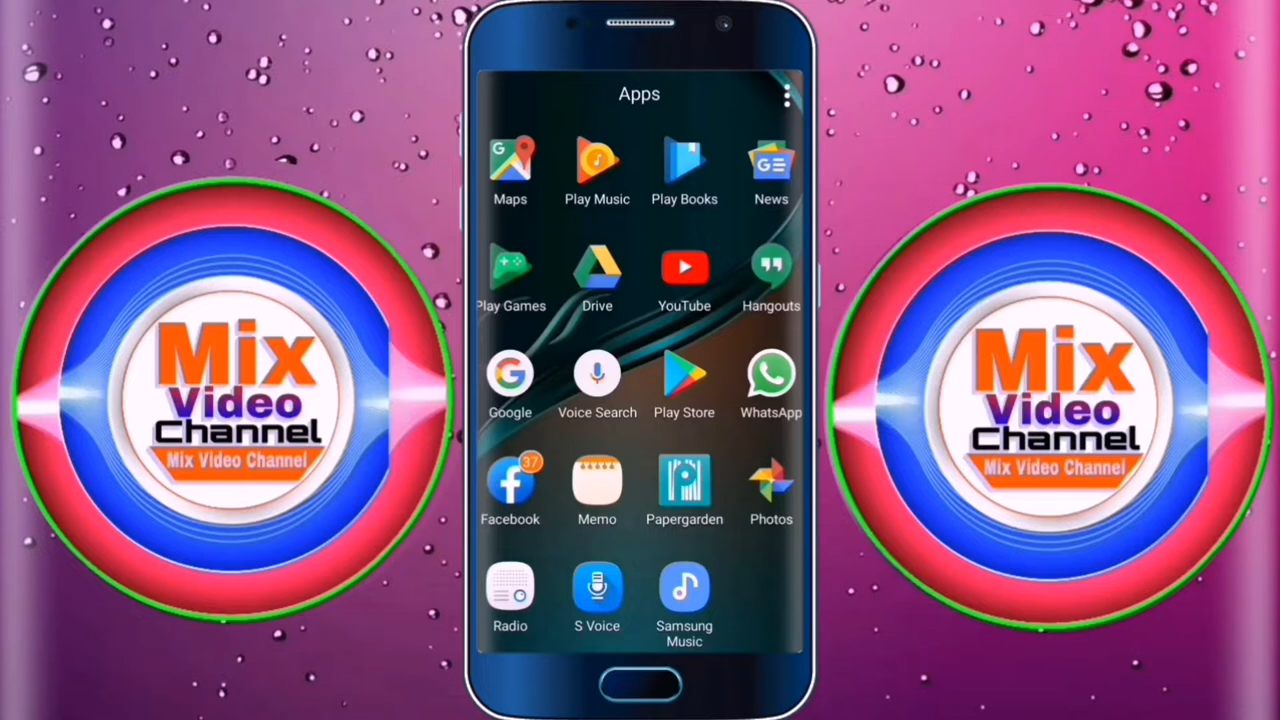 Apps
Maps
Play Music
Play Books
News
Play Games
Drive
YouTube
Hangouts
Google
Voice Search
Play Store
WhatsApp
37
Facebook
Memo
Papergarden
Photos
Radio
S Voice
Samsung
Music
Mix
Video
Channel
Mix Video Channel
Mix
Video
Channel
Mix Video Channel